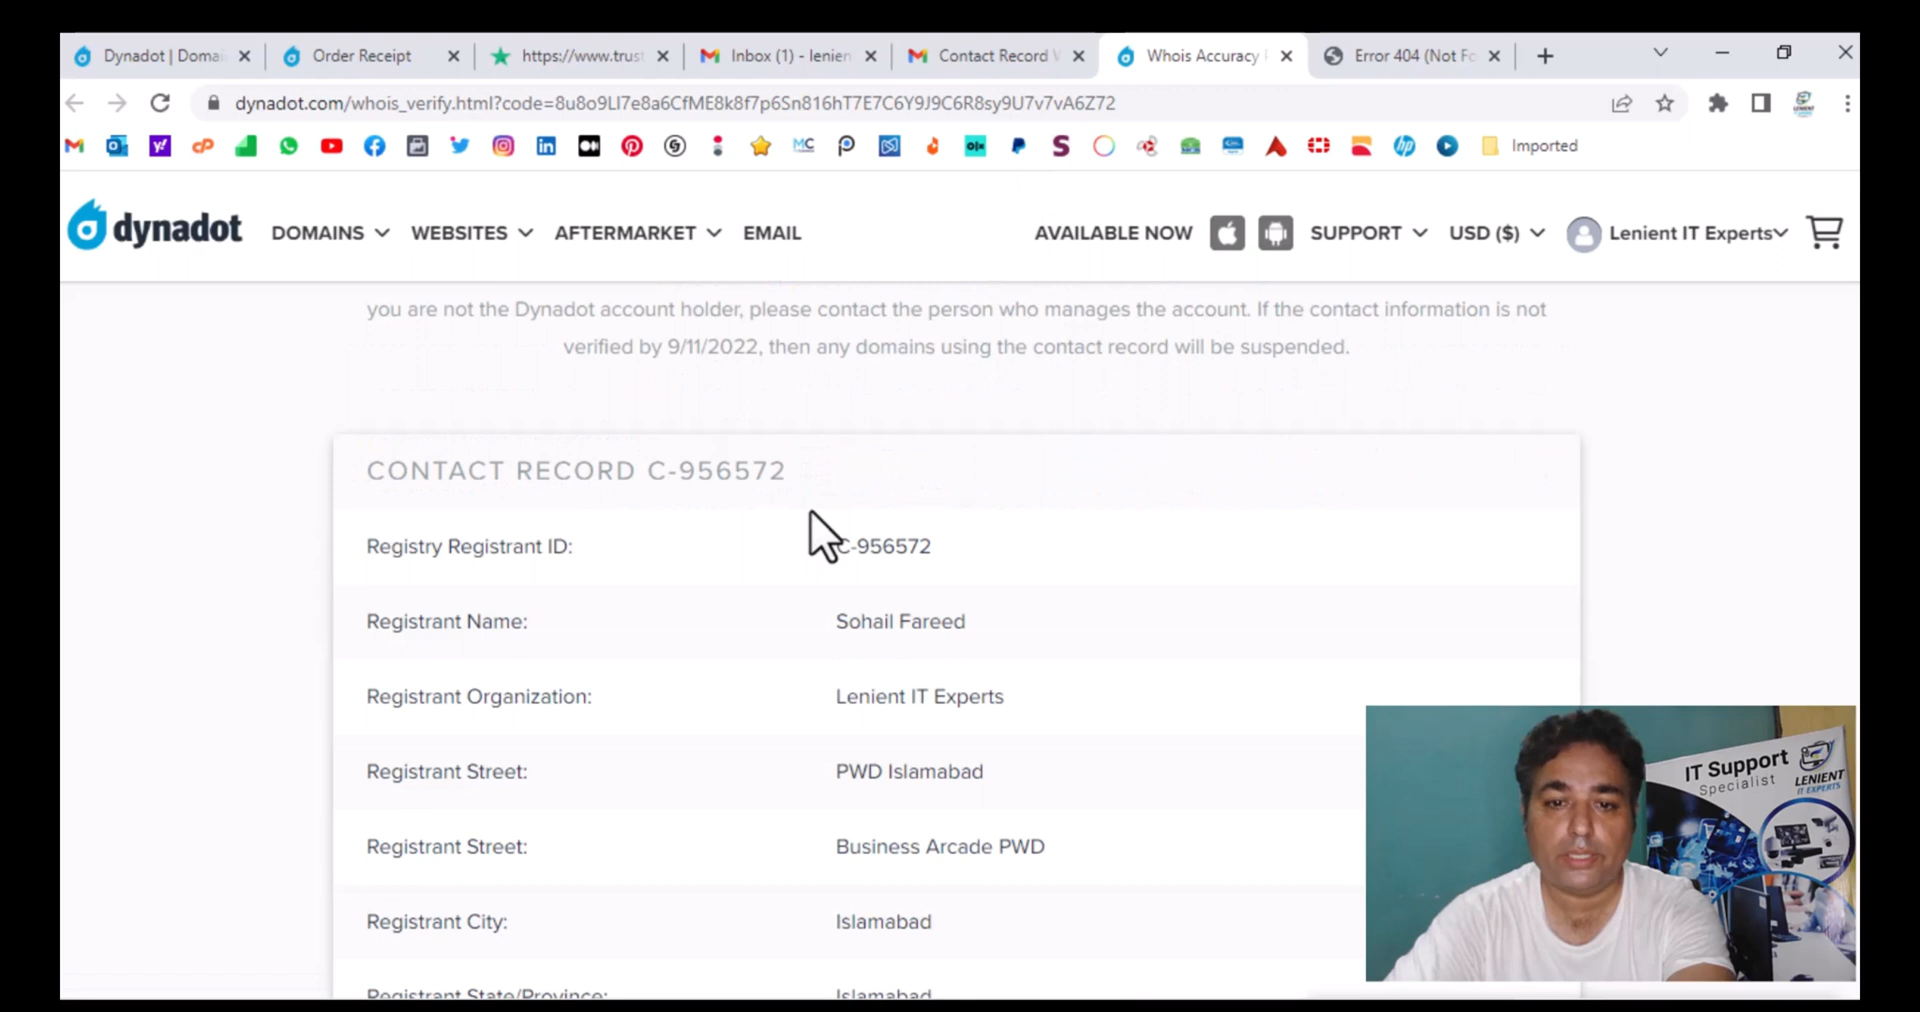 Dynadot | Domai
Order Receipt
https://www.trust
Inbox (1) - lenien
Contact Record V
Whois Accuracy
Error 404 (Not Fo
dynadot.com/whois_verify.html?code=8u8o9LI7e8a6CfME8k8f7p6Sn816hT7E7C6Y9J9C6R8sy9U7v7vA6Z72
Imported
dynadot
DOMAINS
WEBSITES
AFTERMARKET
EMAIL
AVAILABLE NOW
SUPPORT
USD ($)
Lenient IT Experts
you are not the Dynadot account holder, please contact the person who manages the account. If the contact information is not
verified by 9/11/2022, then any domains using the contact record will be suspended.
CONTACT RECORD C-956572
Registry Registrant ID: C-956572
Registrant Name: Sohail Fareed
Registrant Organization: Lenient IT Experts
Registrant Street: PWD Islamabad
Registrant Street: Business Arcade PWD
Registrant City: Islamabad
Registrant State/Province: Islamabad
IT Support
Specialist
LENIENT
IT EXPERTS